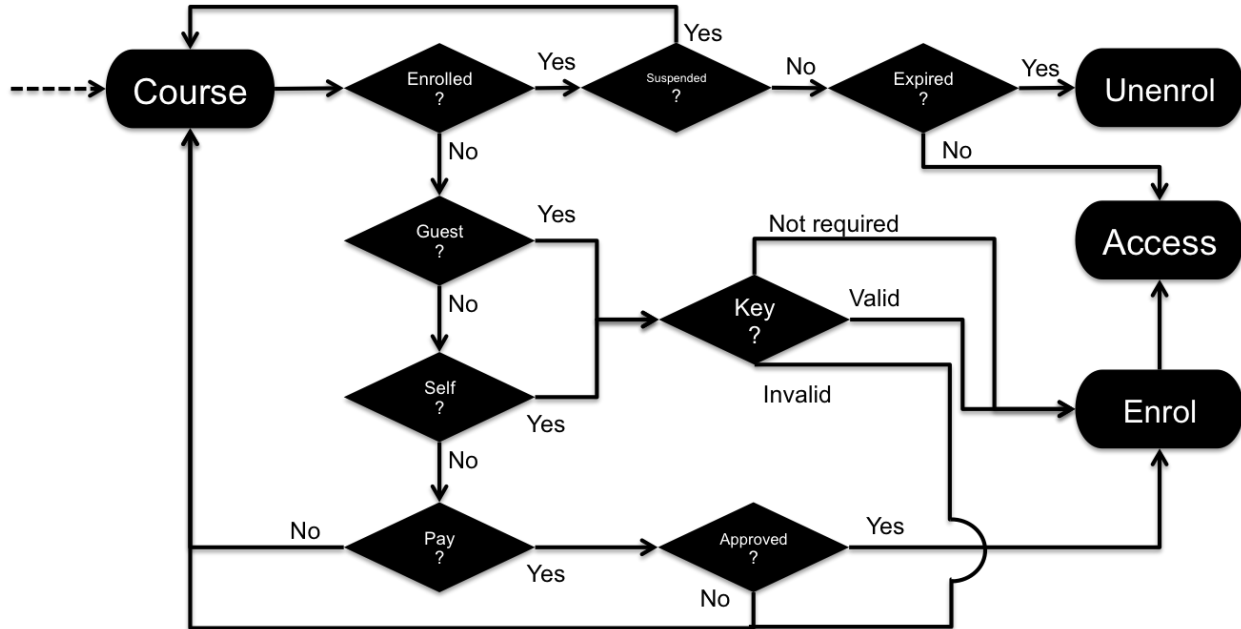 Yes
Course
Enrolled
?
Yes
Suspended
?
No
Expired
?
Yes
Unenrol
No
No
Guest
?
Yes
Not required
Access
No
Key
?
Valid
Self
?
Yes
Invalid
Enrol
No
No
Pay
?
Yes
Approved
?
Yes
No